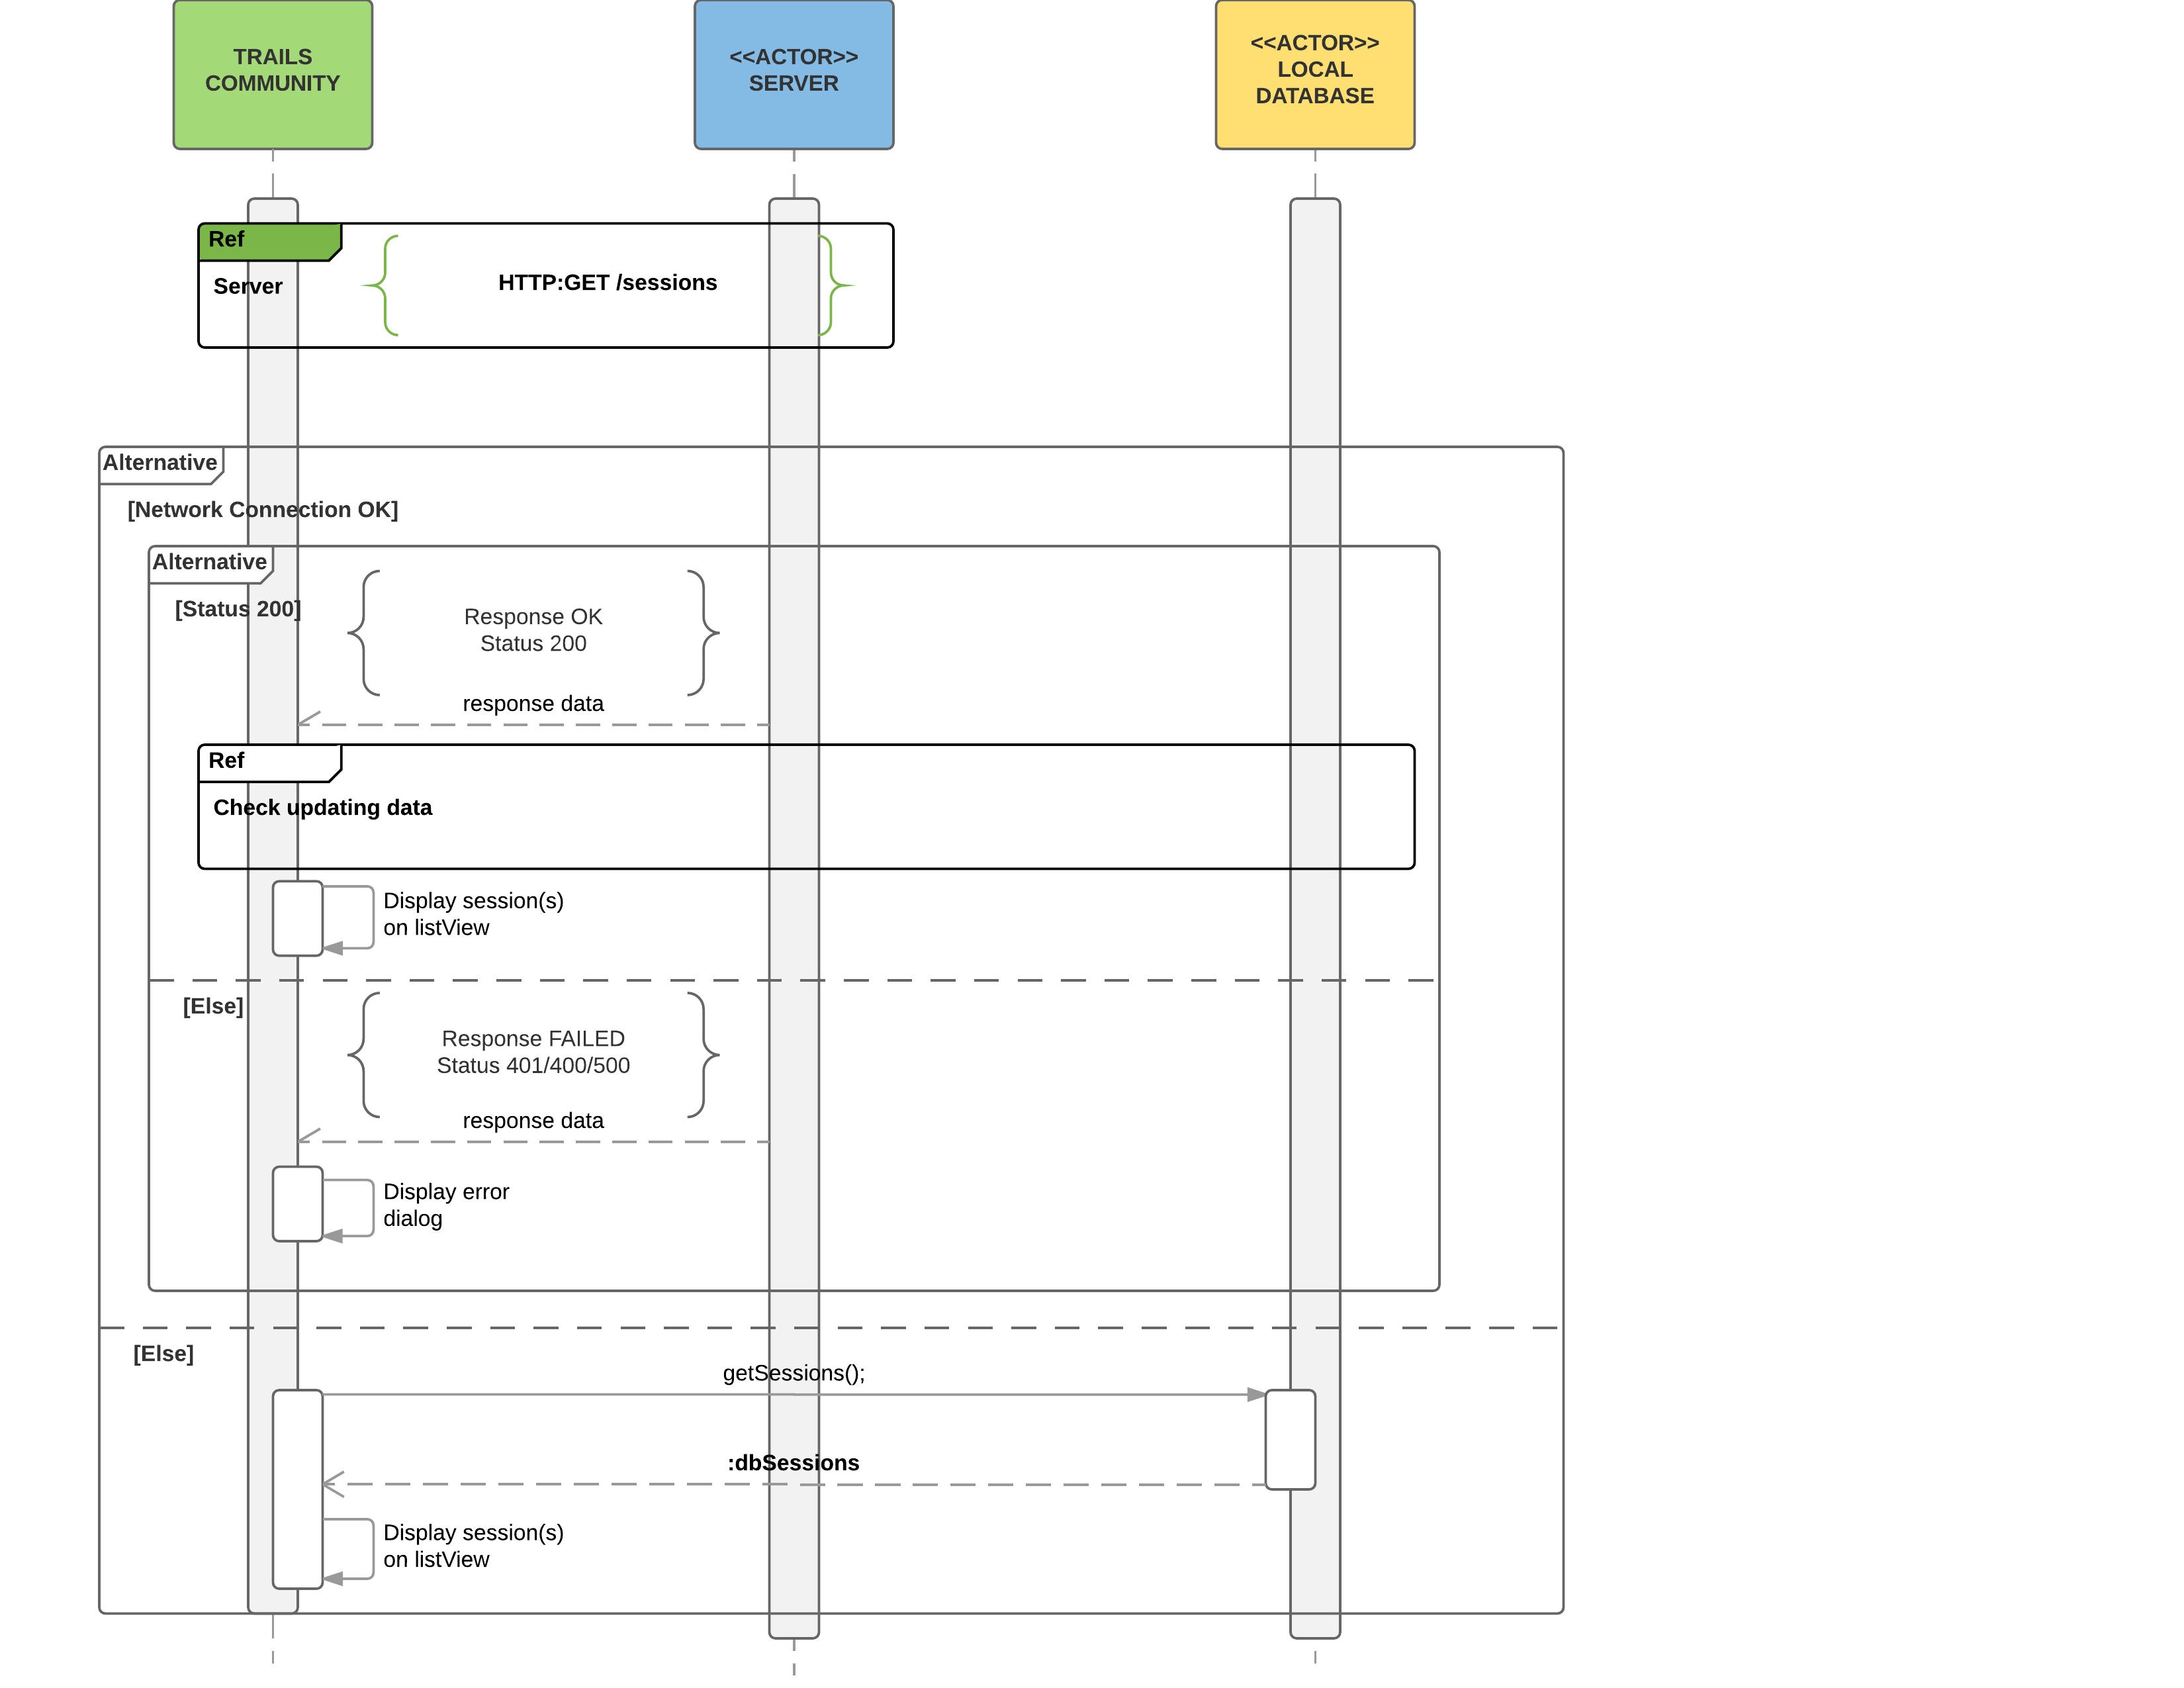 TRAILS
COMMUNITY
<<ACTOR>>
SERVER
<<ACTOR>>
LOCAL
DATABASE
Ref
Server
HTTP:GET /sessions
Alternative
[Network Connection OK]
Alternative
[Status 200]
Response OK
Status 200
response data
Ref
Check updating data
Display session(s)
on listView
[Else]
Response FAILED
Status 401/400/500
response data
Display error
dialog
[Else]
getSessions();
:dbSessions
Display session(s)
on listView